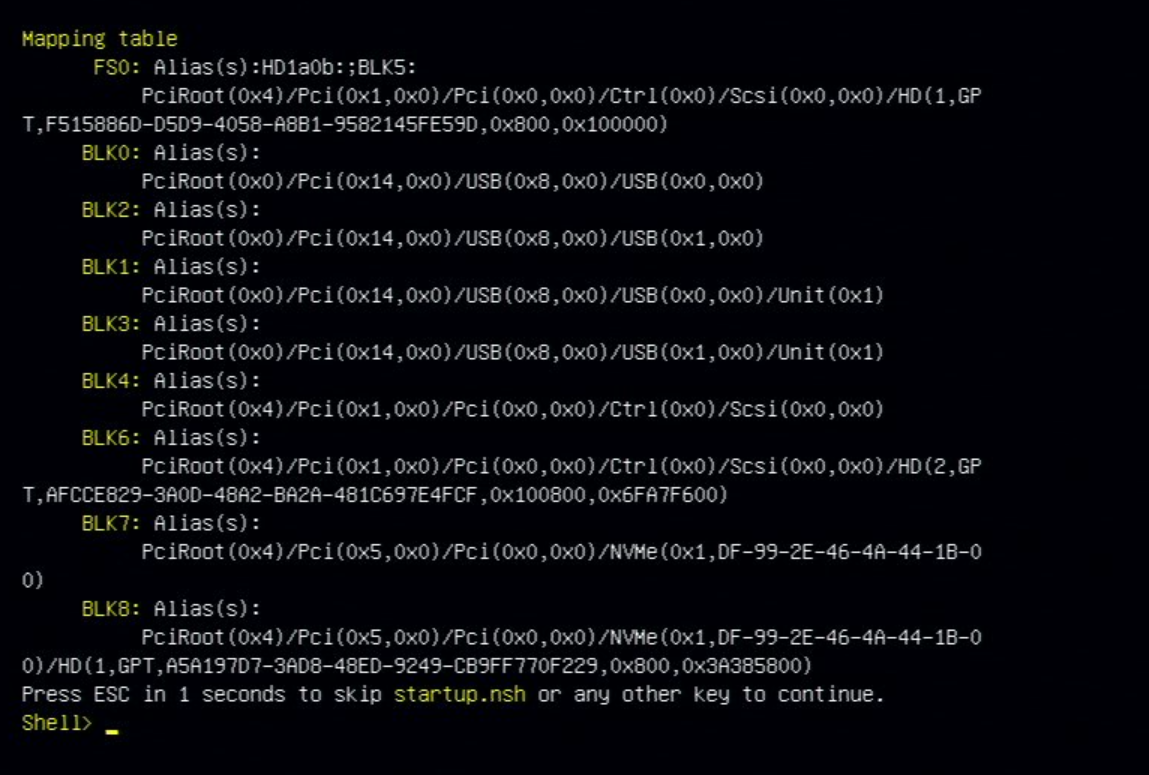 Mapping table
FS0: Alias(s):HD1a0b:;BLK5:
PciRoot(0x4)/Pci(0x1,0x0)/Pci(0x0,0x0)/Ctrl(0x0)/Scsi(0x0,0x0)/HD(1,GP
T,F515886D-D5D9-4058-A8B1-9582145FE59D,0x800,0x100000)
BLK0: Alias(s):
PciRoot(0x0)/Pci(0x14,0x0)/USB(0x8,0x0)/USB(0x0,0x0)
BLK2: Alias(s):
PciRoot(0x0)/Pci(0x14,0x0)/USB(0x8,0x0)/USB(0x1,0x0)
BLK1: Alias(s):
PciRoot(0x0)/Pci(0x14,0x0)/USB(0x8,0x0)/USB(0x0,0x0)/Unit(0x1)
BLK3: Alias(s):
PciRoot(0x0)/Pci(0x14,0x0)/USB(0x8,0x0)/USB(0x1,0x0)/Unit(0x1)
BLK4: Alias(s):
PciRoot(0x4)/Pci(0x1,0x0)/Pci(0x0,0x0)/Ctrl(0x0)/Scsi(0x0,0x0)
BLK6: Alias(s):
PciRoot(0x4)/Pci(0x1,0x0)/Pci(0x0,0x0)/Ctrl(0x0)/Scsi(0x0,0x0)/HD(2,GP
T,AFCCE829-3A0D-48A2-BA2A-481C697E4FCF,0x100800,0x6FA7F600)
BLK7: Alias(s):
PciRoot(0x4)/Pci(0x5,0x0)/Pci(0x0,0x0)/NVMe(0x1,DF-99-2E-46-4A-44-1B-0
0)
BLK8: Alias(s):
PciRoot(0x4)/Pci(0x5,0x0)/Pci(0x0,0x0)/NVMe(0x1,DF-99-2E-46-4A-44-1B-0
0)/HD(1,GPT,A5A197D7-3AD8-48ED-9249-CB9FF770F229,0x800,0x3A385800)
Press ESC in 1 seconds to skip startup.nsh or any other key to continue.
Shell> _